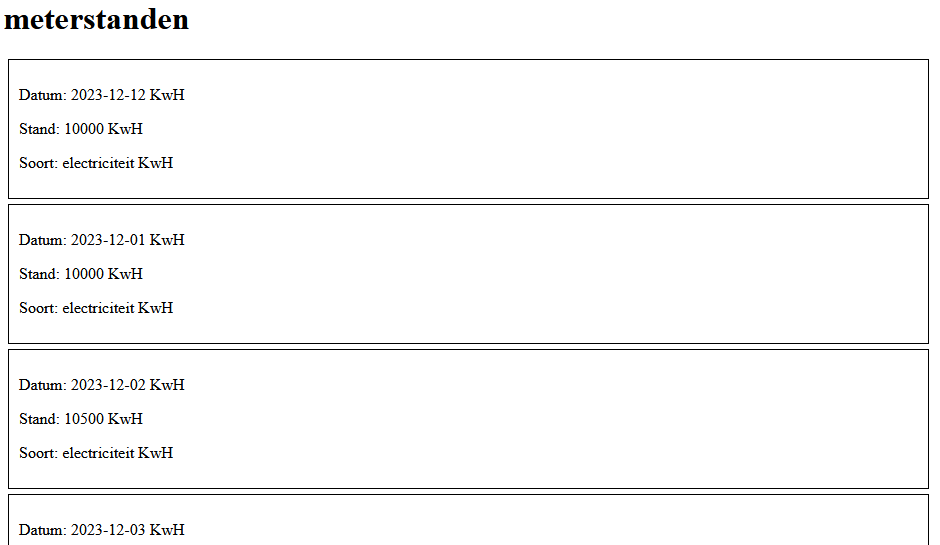 meterstanden
Datum: 2023-12-12 KwH
Stand: 10000 KwH
Soort: electriciteit KwH
Datum: 2023-12-01 KwH
Stand: 10000 KwH
Soort: electriciteit KwH
Datum: 2023-12-02 KwH
Stand: 10500 KwH
Soort: electriciteit KwH
Datum: 2023-12-03 KwH